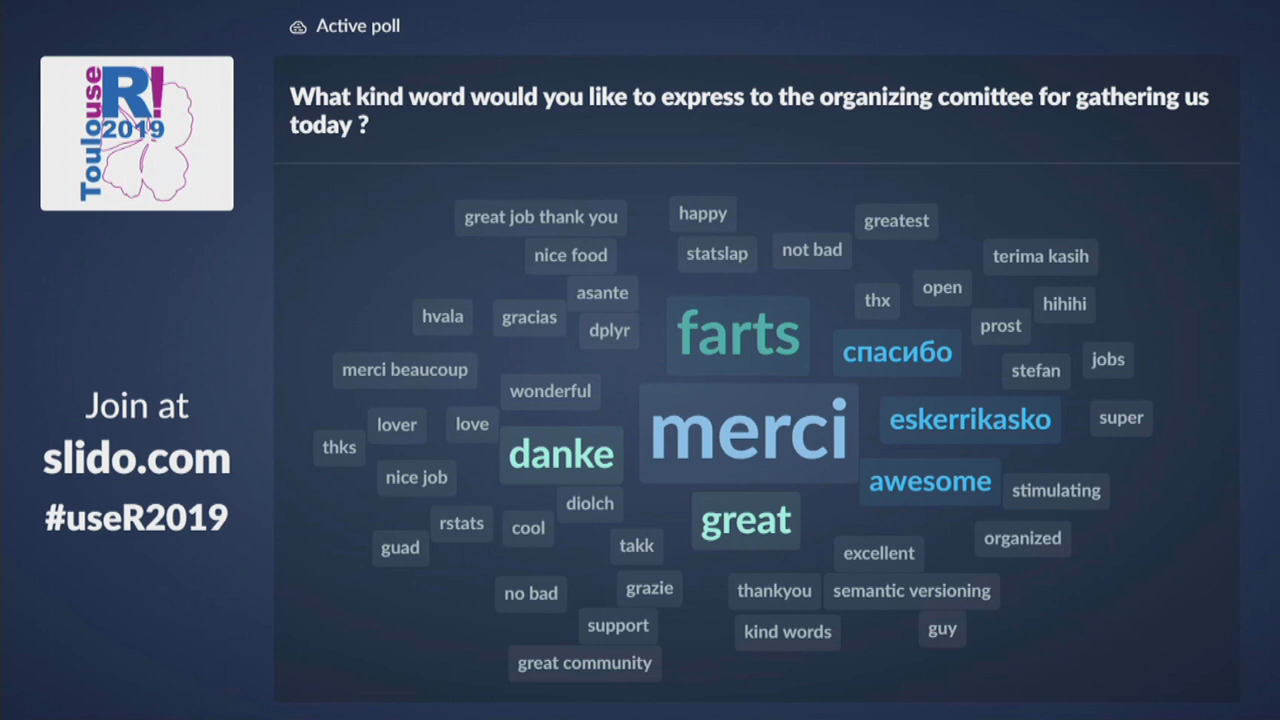 Active poll
Toulouse
R!
2019
What kind word would you like to express to the organizing comittee for gathering us
today ?
great job thank you
happy
greatest
nice food
statslap
not bad
terima kasih
asante
thx
open
hihihi
hvala
gracias
dplyr
farts
спасибо
prost
stefan
jobs
merci beaucoup
wonderful
merci
eskerrikasko
super
lover
love
thks
danke
awesome
nice job
stimulating
diolch
great
rstats
cool
guad
takk
excellent
organized
no bad
grazie
thankyou
semantic versioning
support
kind words
guy
great community
Join at
slido.com
#useR2019